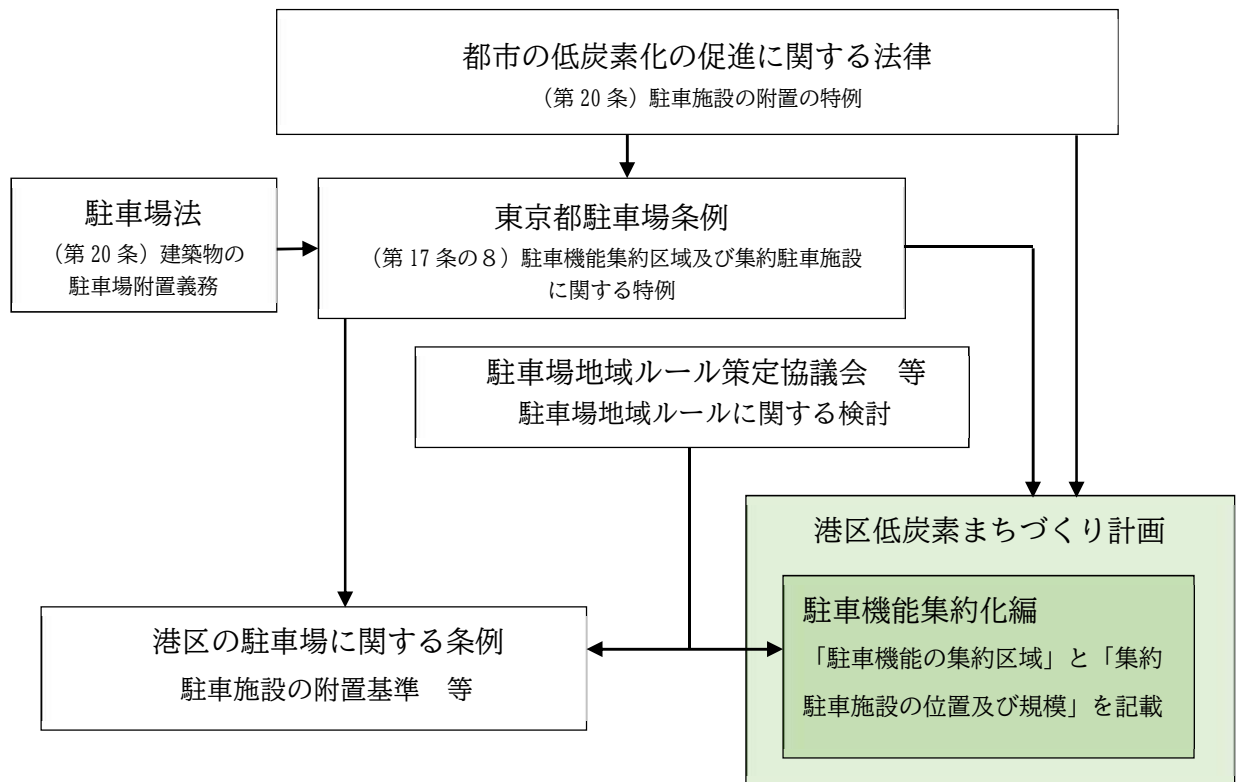 都市の低炭素化の促進に関する法律
（第20条）駐車施設の附置の特例
駐車場法
（第20条）建築物の
駐車場附置義務
東京都駐車場条例
（第17条の８）駐車機能集約区域及び集約駐車施設
に関する特例
駐車場地域ルール策定協議会　等
駐車場地域ルールに関する検討
港区低炭素まちづくり計画
駐車機能集約化編
「駐車機能の集約区域」と「集約
駐車施設の位置及び規模」を記載
港区の駐車場に関する条例
駐車施設の附置基準　等